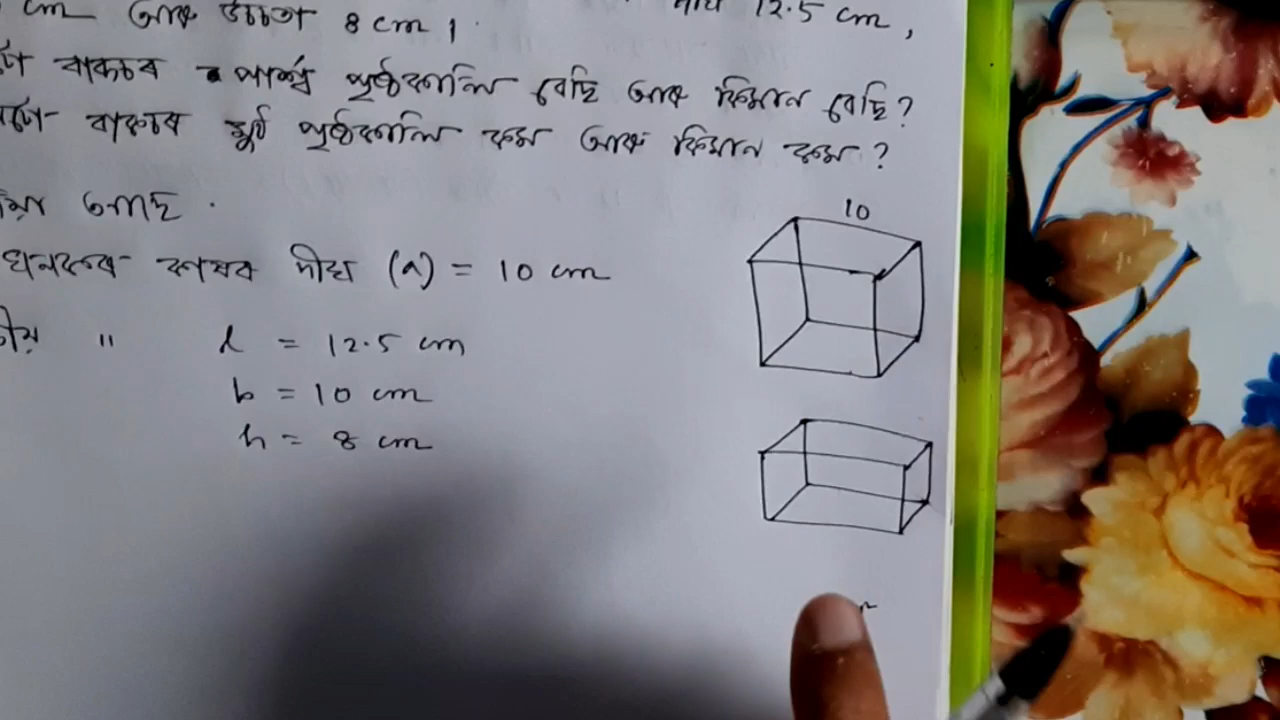 cm আৰু উচ্চতা 8 cm।
12.5 cm,
বাকচৰ পাৰ্শ্ব পৃষ্ঠকালি বেছি আৰু কিমান বেছি?
বাকচৰ মুঠ পৃষ্ঠকালি কম আৰু কিমান কম?
আছে.
10
ঘনকৰ কাষৰ দীঘ (a) = 10 cm
" l = 12.5 cm
b = 10 cm
h = 8 cm